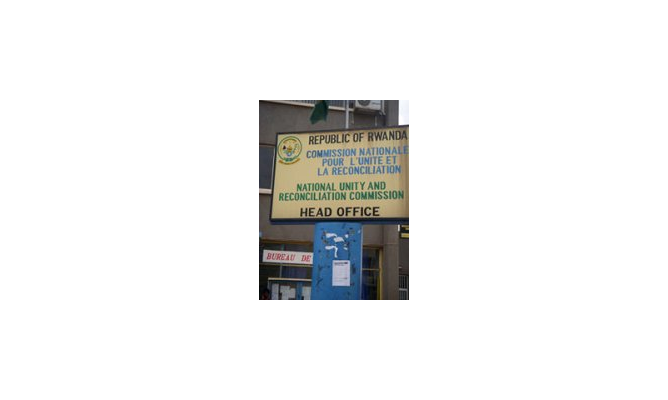 REPUBLIC OF RWANDA
COMMISSION NATIONALE
POUR L'UNITE ET
LA RECONCILIATION
NATIONAL UNITY AND
RECONCILIATION COMMISSION
HEAD OFFICE
BUREAU DE